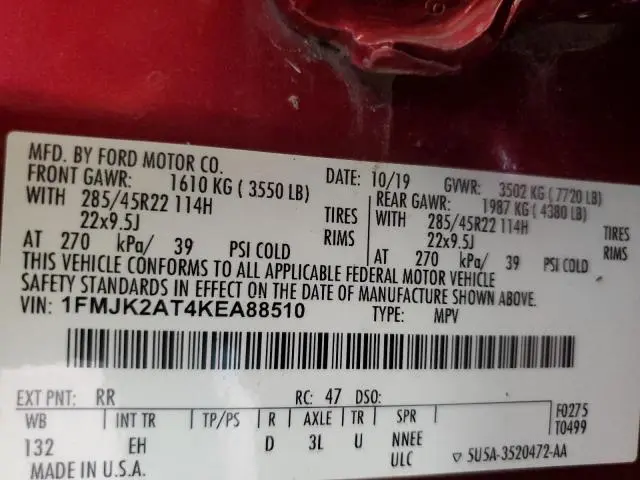 MFD. BY FORD MOTOR CO.
DATE: 10/19 GVWR: 3502 KG ( 7720 LB)
FRONT GAWR: 1610 KG ( 3550 LB) REAR GAWR: 1987 KG ( 4380 LB)
WITH 285/45R22 114H TIRES WITH 285/45R22 114H TIRES
22x9.5J RIMS 22x9.5J RIMS
AT 270 kPa/ 39 PSI COLD AT 270 kPa/ 39 PSI COLD
THIS VEHICLE CONFORMS TO ALL APPLICABLE FEDERAL MOTOR VEHICLE
SAFETY STANDARDS IN EFFECT ON THE DATE OF MANUFACTURE SHOWN ABOVE.
VIN: 1FMJK2AT4KEA88510 TYPE: MPV
EXT PNT: RR RC: 47 DSO:
WB INT TR TP/PS R AXLE TR SPR F0275
132 EH D 3L U NNEE T0499
MADE IN U.S.A. ULC ▽ 5U5A-3520472-AA